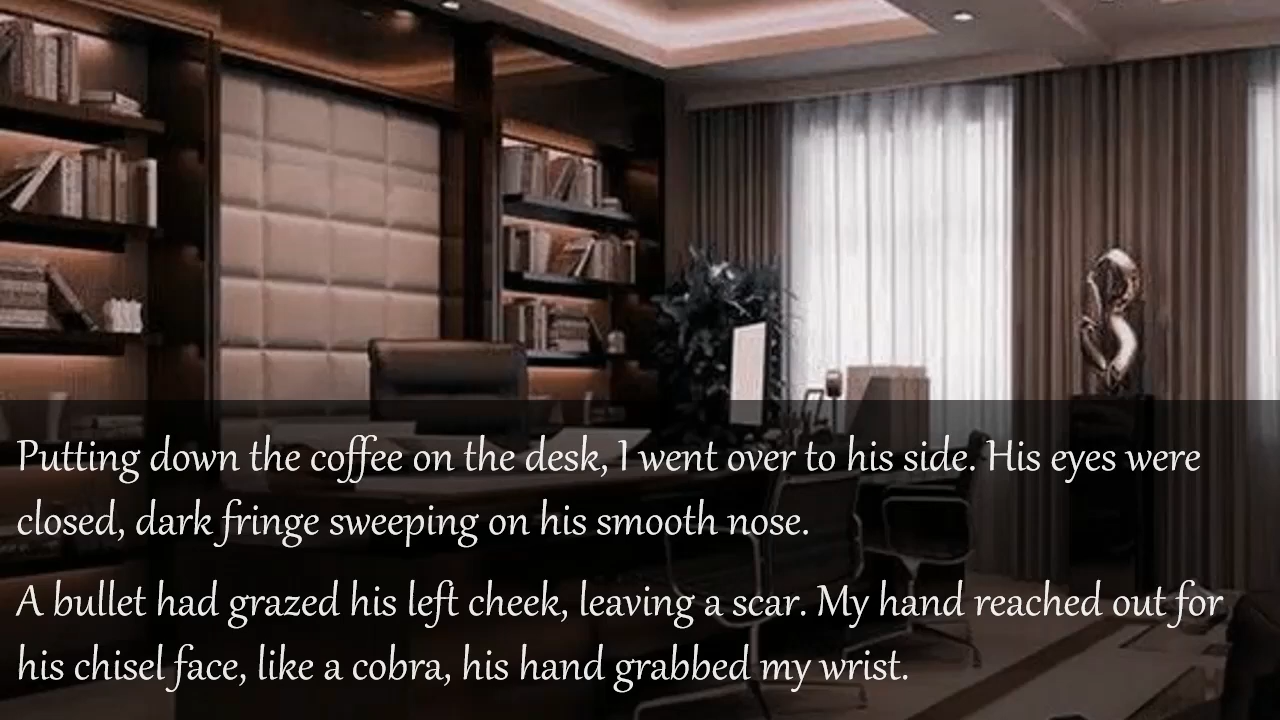 Putting down the coffee on the desk, I went over to his side. His eyes were
closed, dark fringe sweeping on his smooth nose.
A bullet had grazed his left cheek, leaving a scar. My hand reached out for
his chisel face, like a cobra, his hand grabbed my wrist.